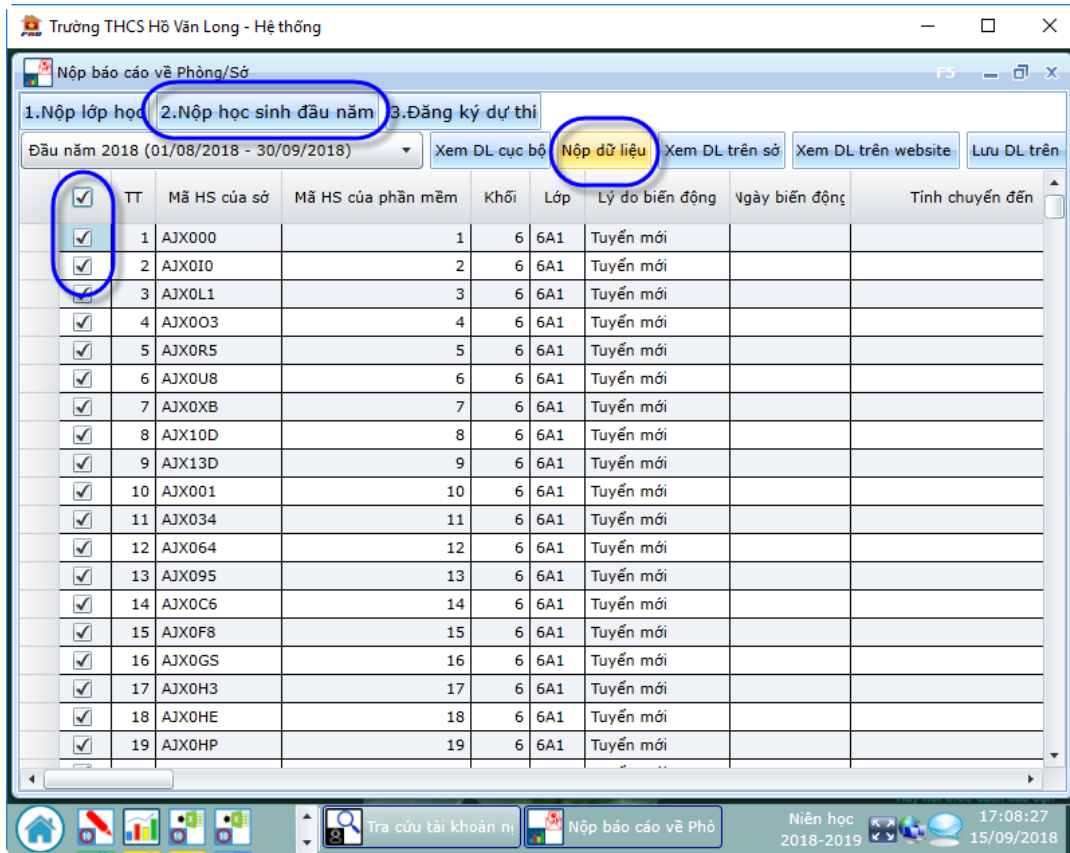 Trường THCS Hồ Văn Long - Hệ thống
Nộp báo cáo về Phòng/Sở F5
1.Nộp lớp học 2.Nộp học sinh đầu năm 3.Đăng ký dự thi
Đầu năm 2018 (01/08/2018 - 30/09/2018) Xem DL cục bộ Nộp dữ liệu Xem DL trên sở Xem DL trên website Lưu DL trên
TT Mã HS của sở Mã HS của phần mềm Khối Lớp Lý do biến động Ngày biến động Tỉnh chuyển đến
1 AJX000 1 6 6A1 Tuyển mới
2 AJX0I0 2 6 6A1 Tuyển mới
3 AJX0L1 3 6 6A1 Tuyển mới
4 AJX0O3 4 6 6A1 Tuyển mới
5 AJX0R5 5 6 6A1 Tuyển mới
6 AJX0U8 6 6 6A1 Tuyển mới
7 AJX0XB 7 6 6A1 Tuyển mới
8 AJX10D 8 6 6A1 Tuyển mới
9 AJX13D 9 6 6A1 Tuyển mới
10 AJX001 10 6 6A1 Tuyển mới
11 AJX034 11 6 6A1 Tuyển mới
12 AJX064 12 6 6A1 Tuyển mới
13 AJX095 13 6 6A1 Tuyển mới
14 AJX0C6 14 6 6A1 Tuyển mới
15 AJX0F8 15 6 6A1 Tuyển mới
16 AJX0GS 16 6 6A1 Tuyển mới
17 AJX0H3 17 6 6A1 Tuyển mới
18 AJX0HE 18 6 6A1 Tuyển mới
19 AJX0HP 19 6 6A1 Tuyển mới
Tra cứu tài khoản Nộp báo cáo về Phò Niên học 17:08:27
2018-2019 15/09/2018